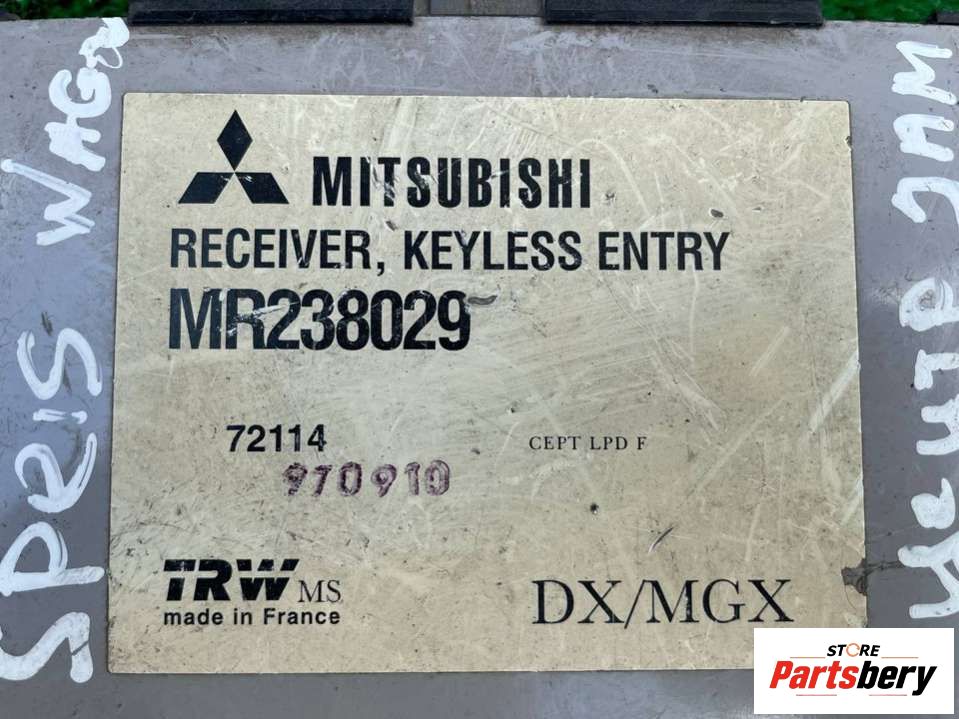 MITSUBISHI
RECEIVER, KEYLESS ENTRY
MR238029
72114
CEPT LPD F
970910
TRW MS
made in France
DX/MGX
STORE
Partsbery